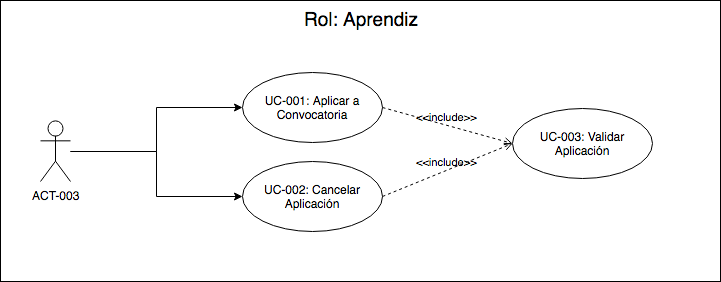 Rol: Aprendiz
UC-001: Aplicar a
Convocatoria
<<include>>
UC-003: Validar
Aplicación
<<include>>
UC-002: Cancelar
Aplicación
ACT-003